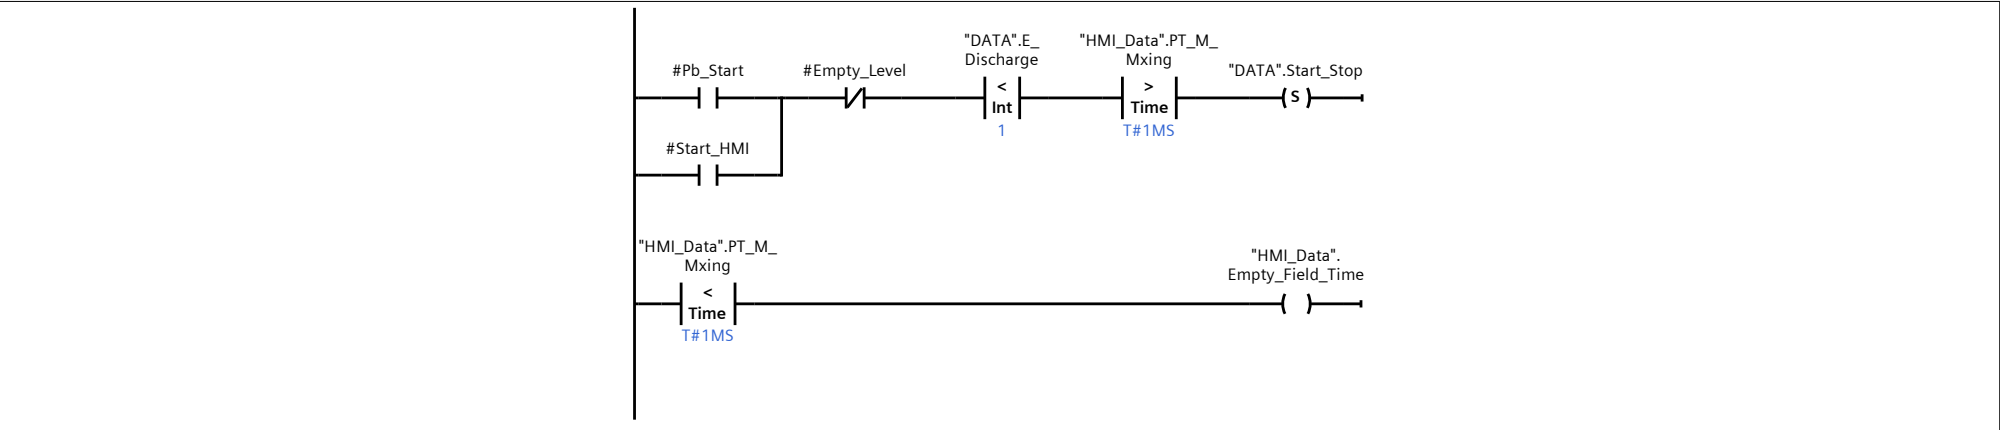 "DATA".E_
Discharge
"HMI_Data".PT_M_
Mxing
#Pb_Start
#Empty_Level
"DATA".Start_Stop
<
Int
>
Time
S
1
T#1MS
#Start_HMI
"HMI_Data".PT_M_
Mxing
"HMI_Data".
Empty_Field_Time
<
Time
T#1MS